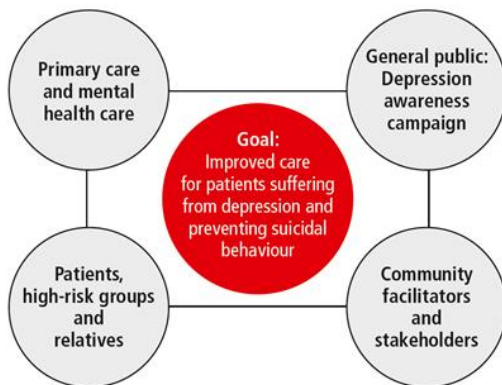 Primary care
and mental
health care
General public:
Depression
awareness
campaign
Goal:
Improved care
for patients suffering
from depression and
preventing suicidal
behaviour
Patients,
high-risk groups
and
relatives
Community
facilitators
and
stakeholders